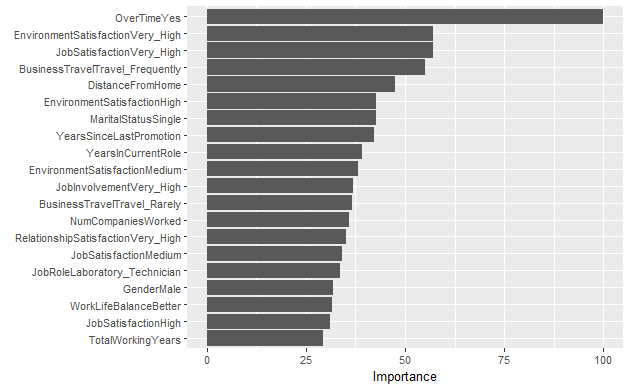 OverTimeYes
EnvironmentSatisfactionVery_High
JobSatisfactionVery_High
BusinessTravelTravel_Frequently
DistanceFromHome
EnvironmentSatisfactionHigh
MaritalStatusSingle
YearsSinceLastPromotion
YearsInCurrentRole
EnvironmentSatisfactionMedium
JobInvolvementVery_High
BusinessTravelTravel_Rarely
NumCompaniesWorked
RelationshipSatisfactionVery_High
JobSatisfactionMedium
JobRoleLaboratory_Technician
GenderMale
WorkLifeBalanceBetter
JobSatisfactionHigh
TotalWorkingYears
0 25 50 75 100
Importance